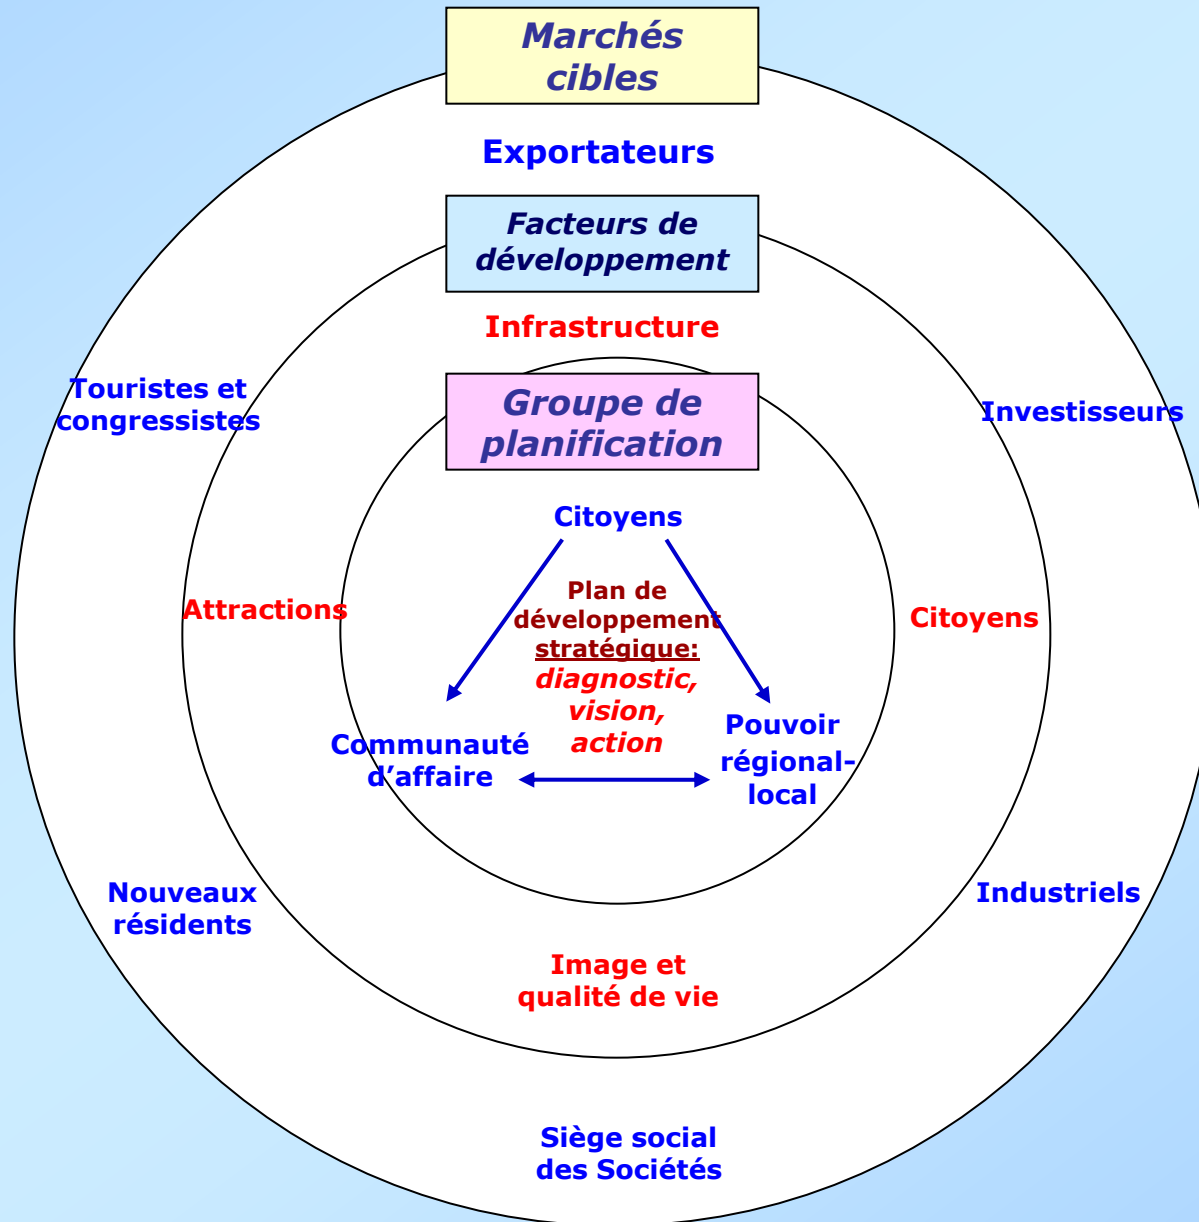 Marchés
cibles
Exportateurs
Facteurs de
développement
Infrastructure
Touristes et
congressistes
Investisseurs
Groupe de
planification
Citoyens
Attractions
Plan de
développement
stratégique:
diagnostic,
vision,
action
Citoyens
Communauté
d’affaire
Pouvoir
régional-
local
Nouveaux
résidents
Industriels
Image et
qualité de vie
Siège social
des Sociétés